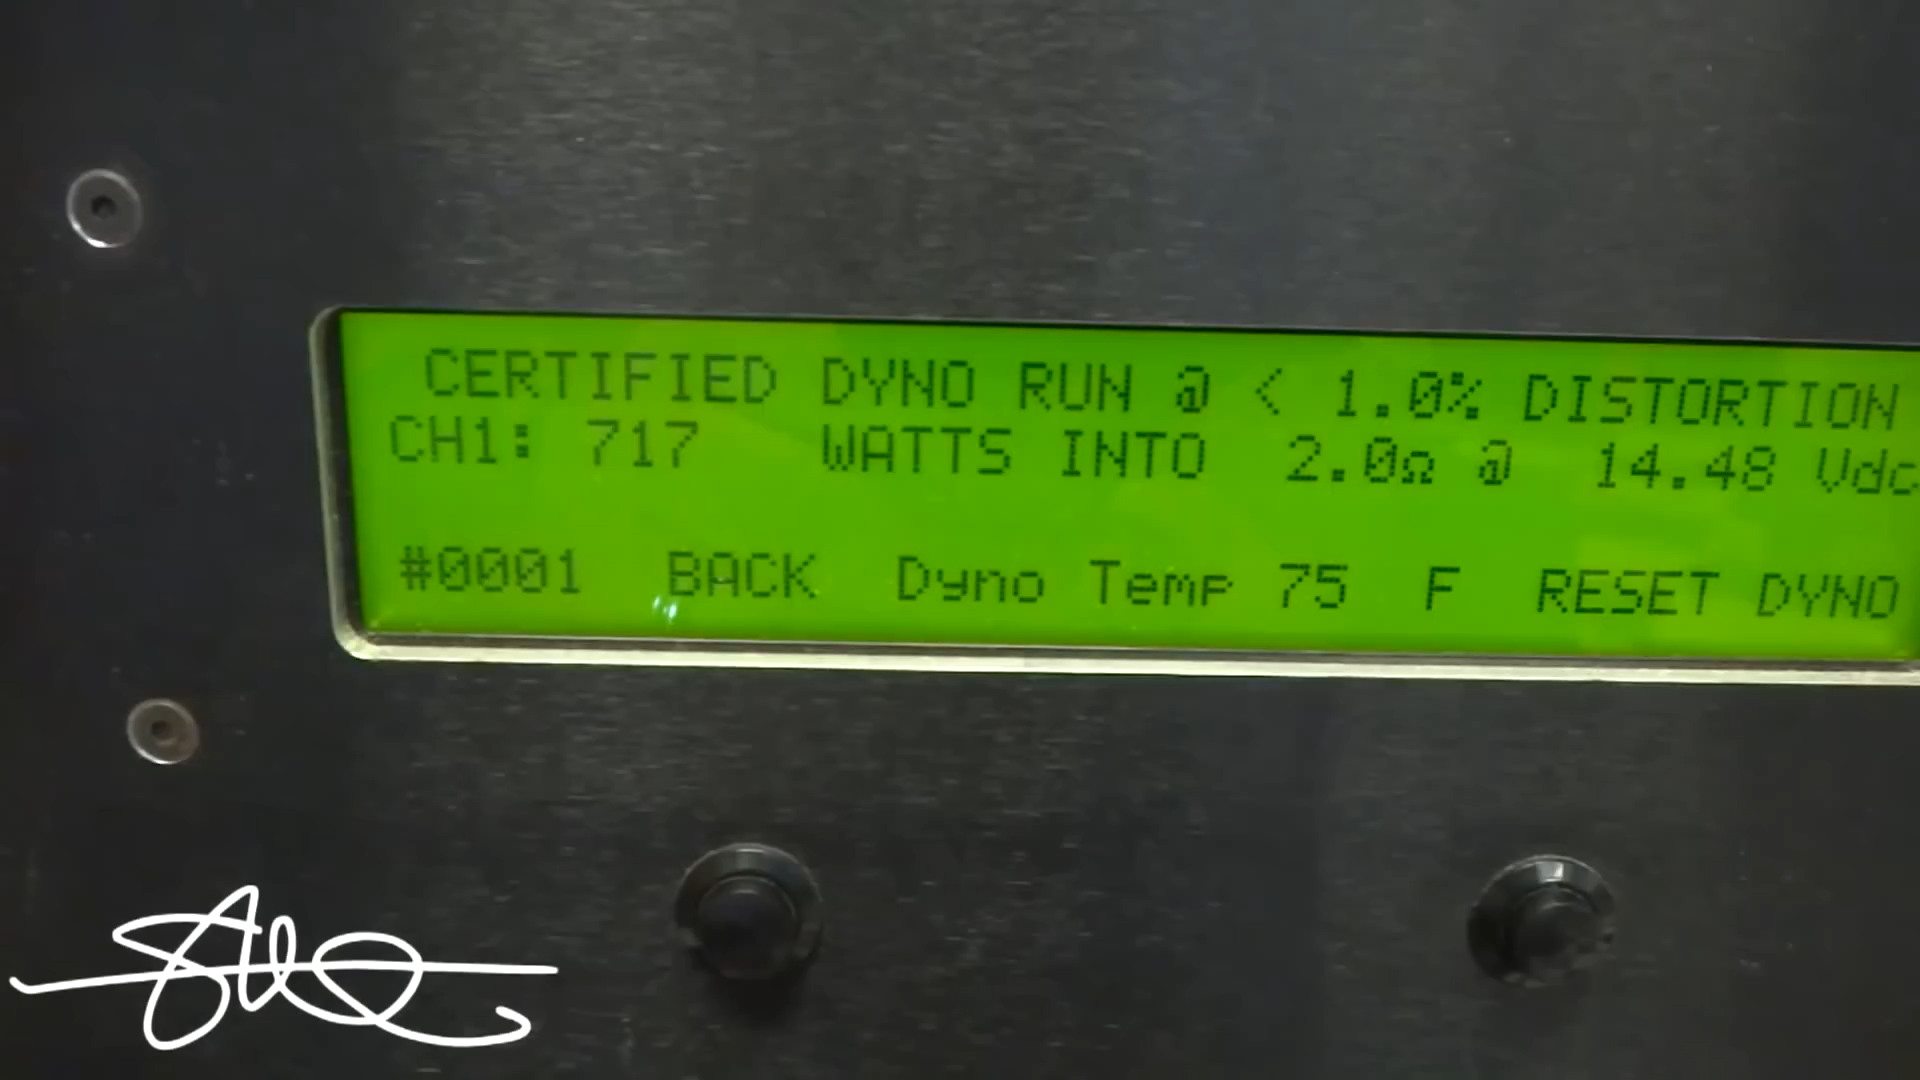 CERTIFIED DYNO RUN @ < 1.0% DISTORTION
CH1: 717 WATTS INTO 2.0Ω @ 14.48 Vdc
#0001 BACK Dyno Temp 75 F RESET DYNO